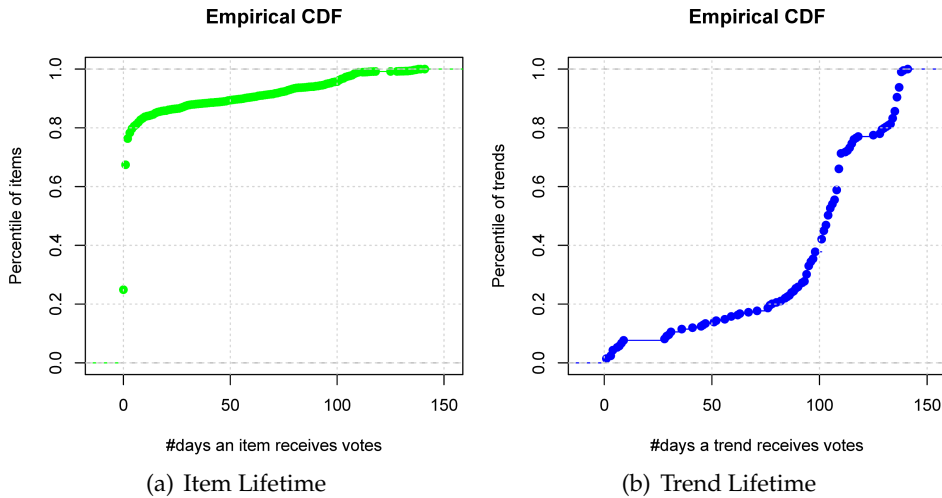 Empirical CDF
Percentile of items
0.0 0.2 0.4 0.6 0.8 1.0
0 50 100 150
#days an item receives votes
(a) Item Lifetime
Empirical CDF
Percentile of trends
0.0 0.2 0.4 0.6 0.8 1.0
0 50 100 150
#days a trend receives votes
(b) Trend Lifetime